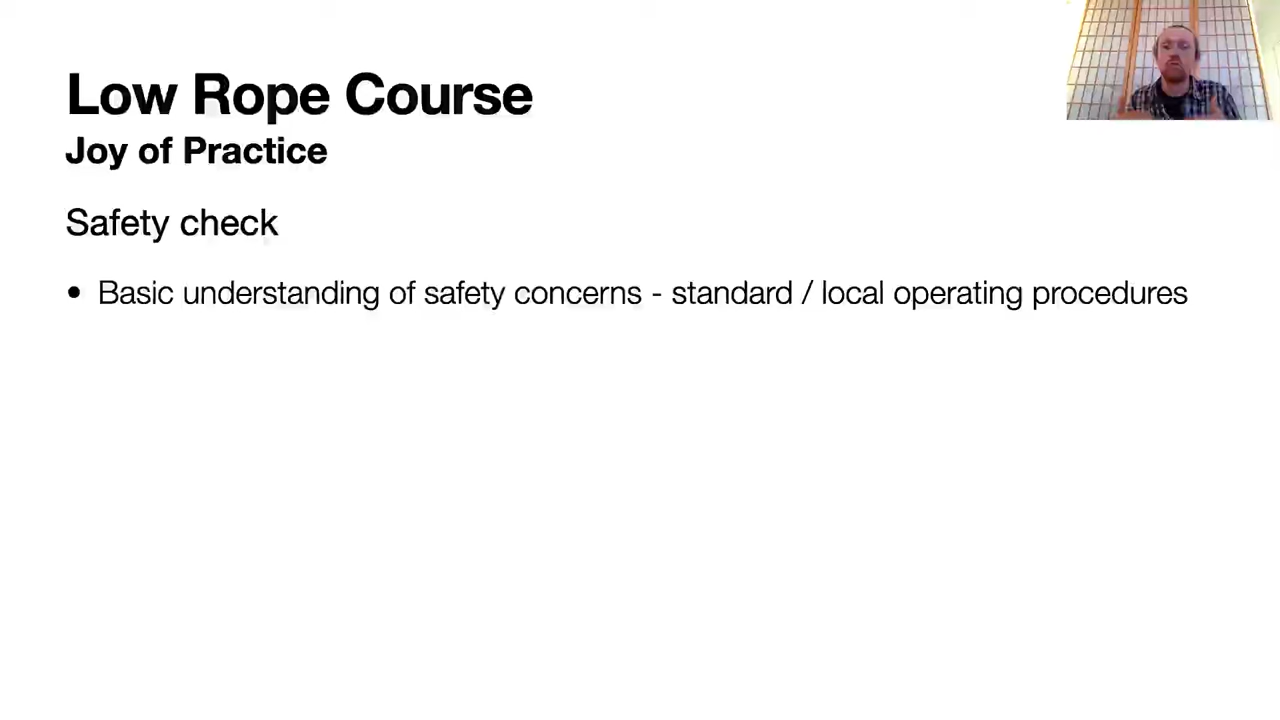 Low Rope Course
Joy of Practice
Safety check
• Basic understanding of safety concerns - standard / local operating procedures